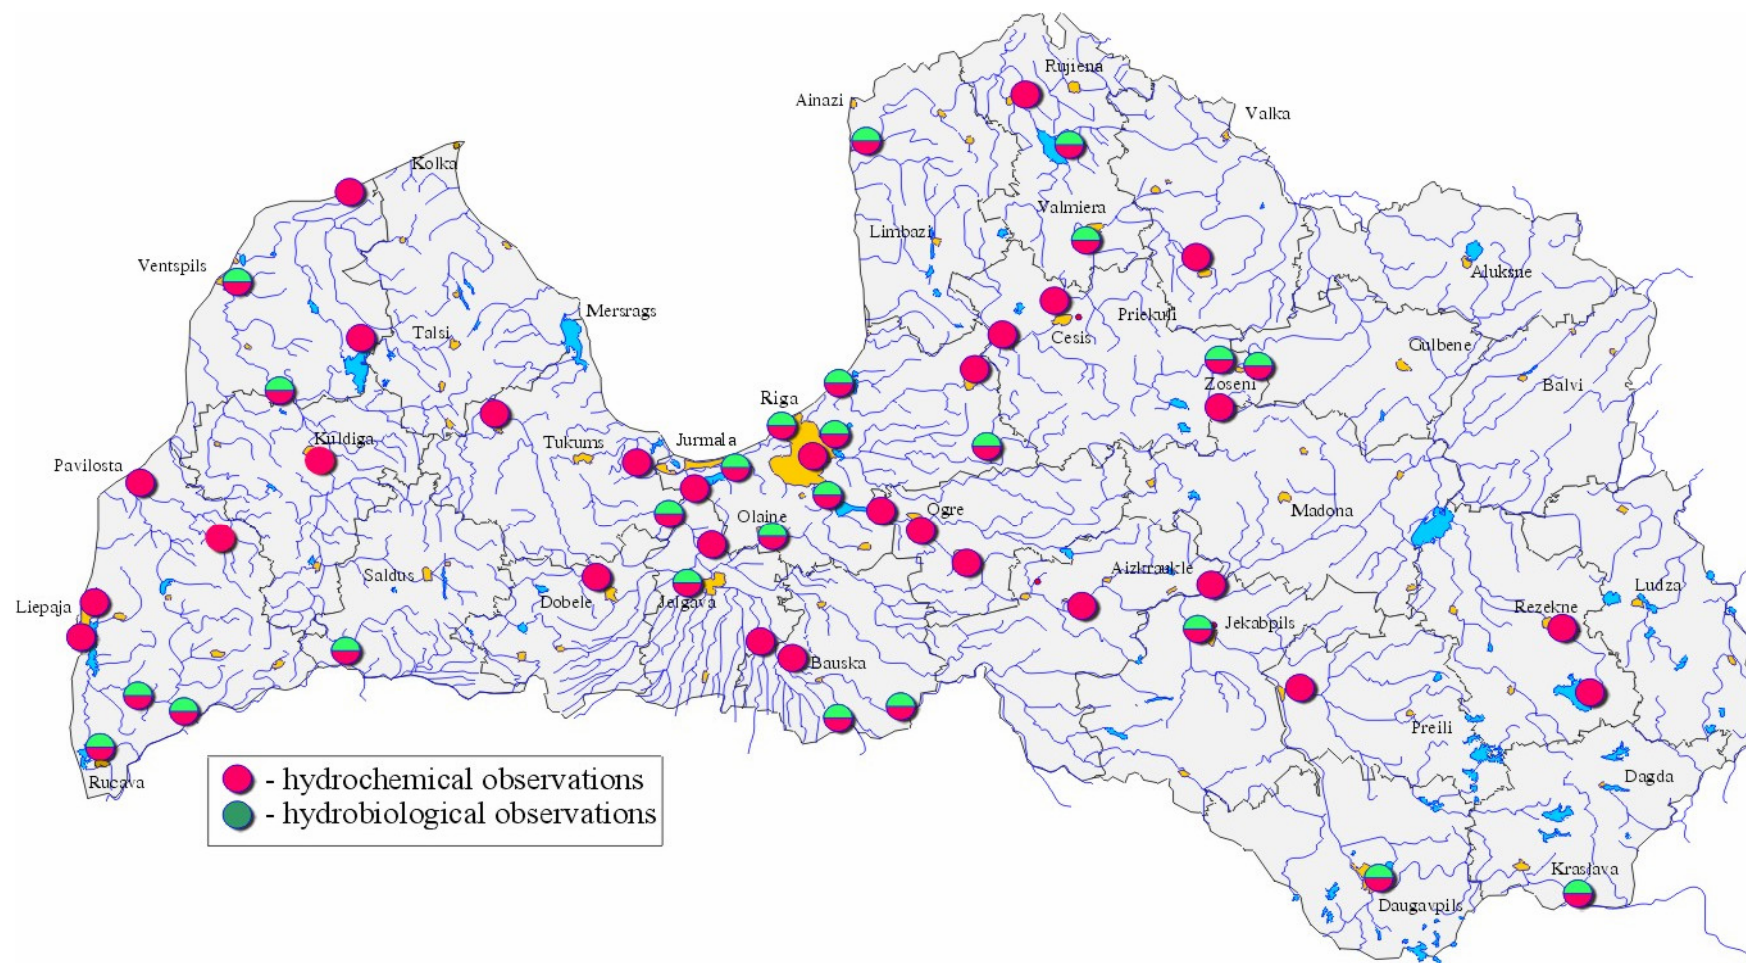 Rujiena
Ainazi
Valka
Kolka
Valmiera
Limbazi
Ventspils
Aluksne
Mersrags
Talsi
Priekuli
Cesis
Gulbene
Zoseni
Balvi
Riga
Kuldiga
Tukums
Jurmala
Pavilosta
Olaine
Ogre
Madona
Saldus
Aizkraukle
Ludza
Liepaja
Dobele
Jelgava
Rezekne
Jekabpils
Bauska
Preili
Rucava
Dagda
- hydrochemical observations
- hydrobiological observations
Kraslava
Daugavpils